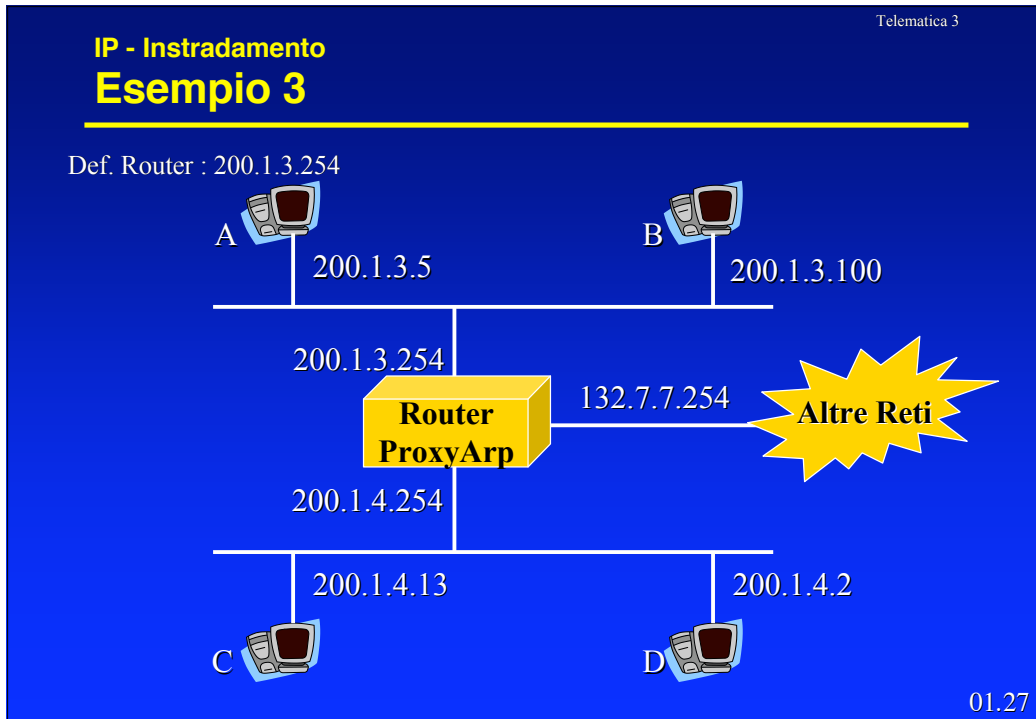 Telematica 3
IP - Instradamento
Esempio 3
Def. Router : 200.1.3.254
A
B
200.1.3.5
200.1.3.100
200.1.3.254
132.7.7.254
Altre Reti
Router
ProxyArp
200.1.4.254
200.1.4.13
200.1.4.2
C
D
01.27